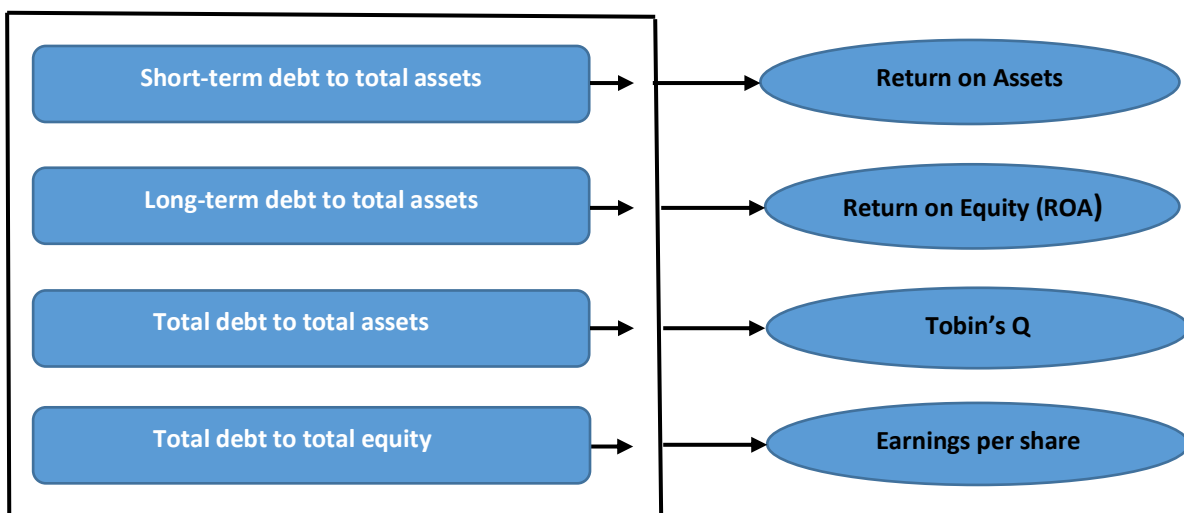 Short-term debt to total assets
Return on Assets
Long-term debt to total assets
Return on Equity (ROA)
Total debt to total assets
Tobin’s Q
Total debt to total equity
Earnings per share